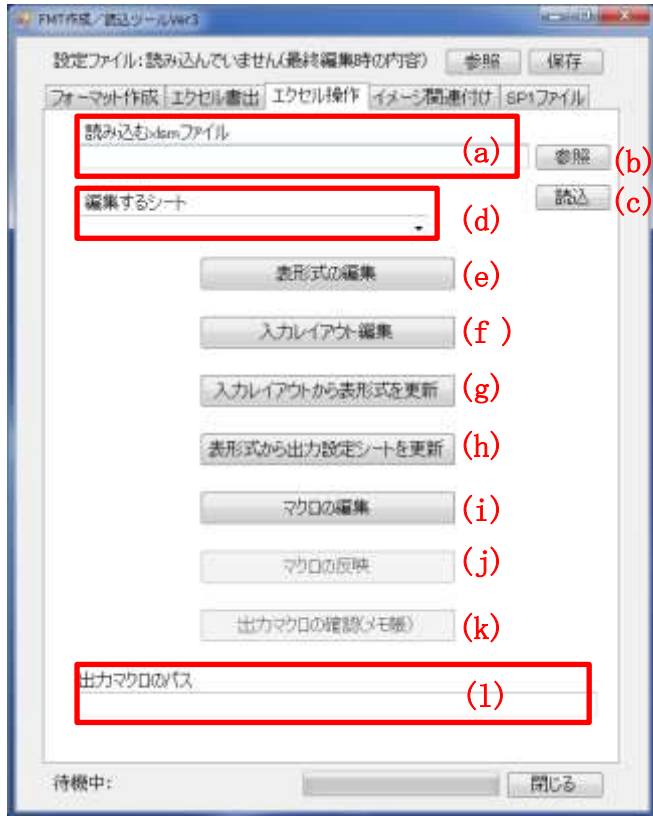 FMT作成／読込ツールVer3
設定ファイル：読み込んでいません（最終編集時の内容） 参照 保存
フォーマット作成 エクセル書出 エクセル操作 イメージ関連付け SP1ファイル
読み込むxlsmファイル
(a)
参照 (b)
読込 (c)
編集するシート
(d)
表形式の編集 (e)
入力レイアウト編集 (f )
入力レイアウトから表形式を更新 (g)
表形式から出力設定シートを更新 (h)
マクロの編集 (i)
マクロの反映 (j)
出力マクロの確認（メモ帳） (k)
出力マクロのパス
(l)
待機中： 閉じる